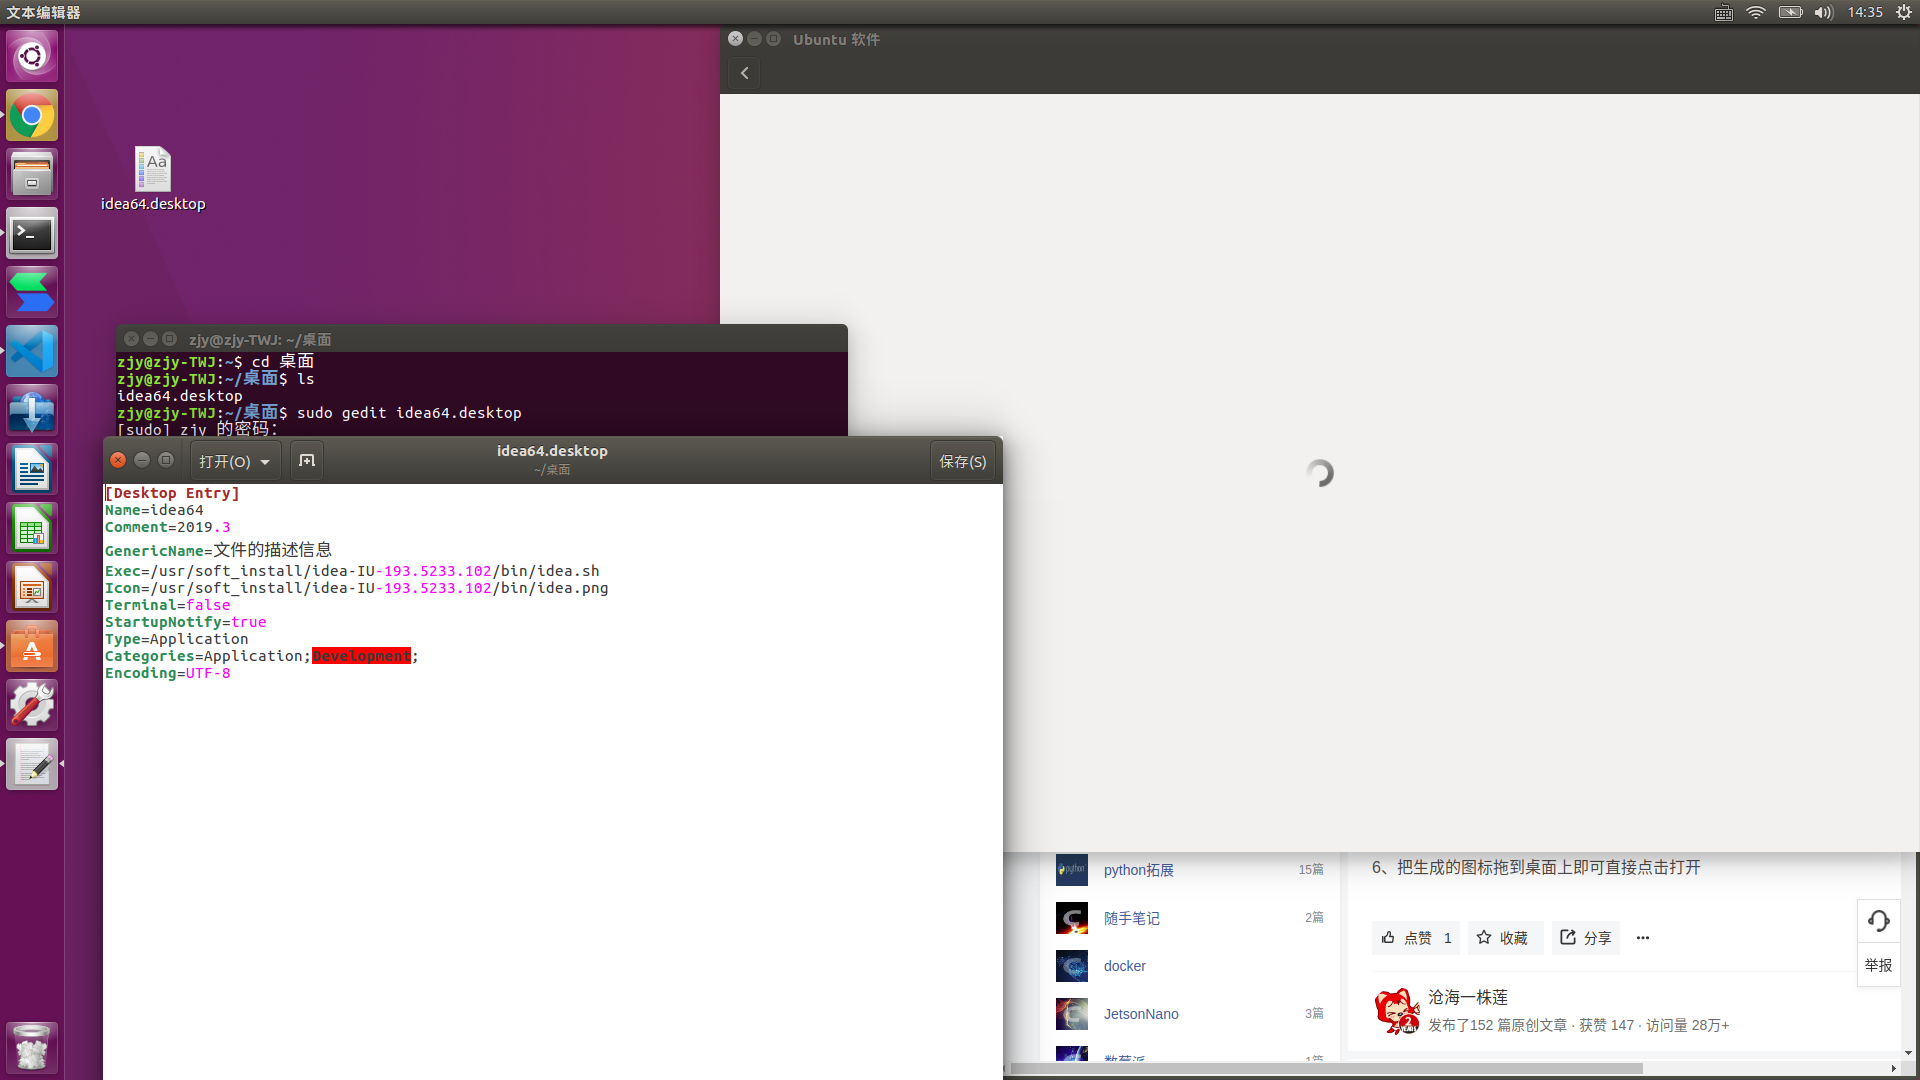 文本编辑器
14:35
Ubuntu 软件
idea64.desktop
zjy@zjy-TWJ: ~/桌面
zjy@zjy-TWJ:~$ cd 桌面
zjy@zjy-TWJ:~/桌面$ ls
idea64.desktop
zjy@zjy-TWJ:~/桌面$ sudo gedit idea64.desktop
[sudo] zjy 的密码：
打开(O)
idea64.desktop
~/桌面
保存(S)
[Desktop Entry]
Name=idea64
Comment=2019.3
GenericName=文件的描述信息
Exec=/usr/soft_install/idea-IU-193.5233.102/bin/idea.sh
Icon=/usr/soft_install/idea-IU-193.5233.102/bin/idea.png
Terminal=false
StartupNotify=true
Type=Application
Categories=Application;Development;
Encoding=UTF-8
python拓展 15篇
随手笔记 2篇
docker
JetsonNano 3篇
6、把生成的图标拖到桌面上即可直接点击打开
点赞 1 收藏 分享
举报
沧海一株莲
发布了152 篇原创文章 · 获赞 147 · 访问量 28万+